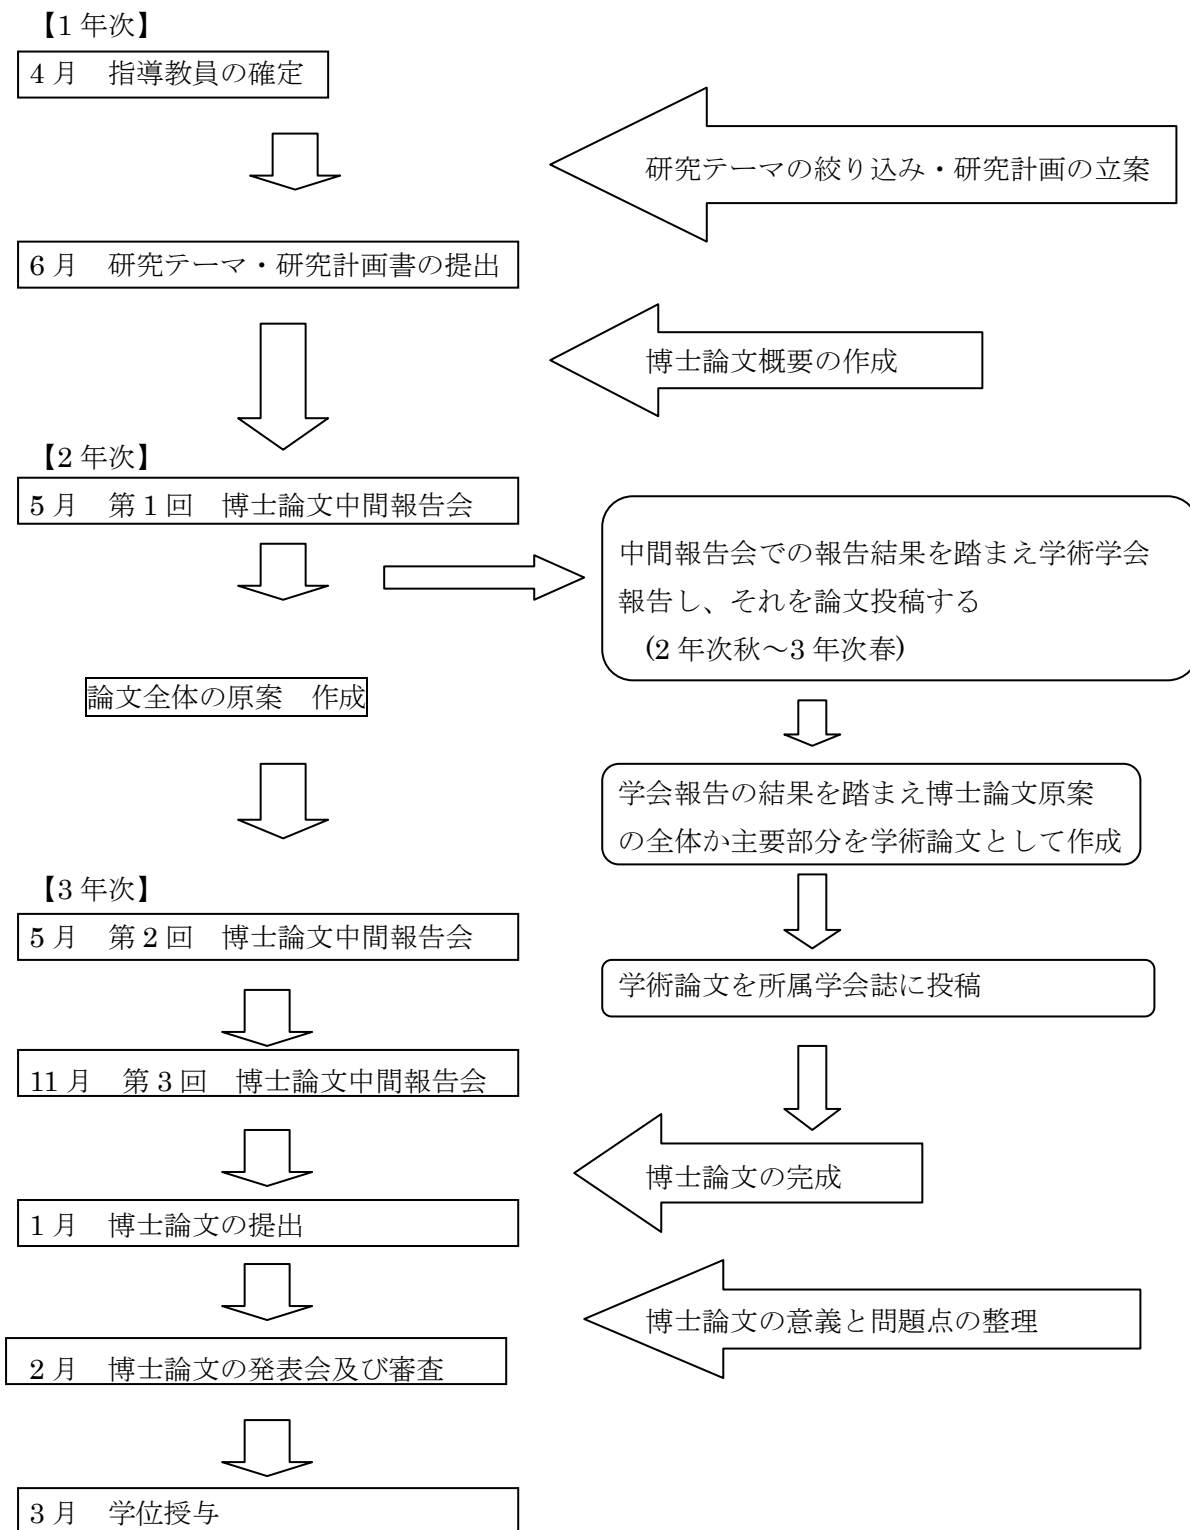 【1 年次】
4 月　指導教員の確定
研究テーマの絞り込み・研究計画の立案
6 月　研究テーマ・研究計画書の提出
博士論文概要の作成
【2 年次】
5 月　第 1 回　博士論文中間報告会
中間報告会での報告結果を踏まえ学術学会
報告し、それを論文投稿する
(2 年次秋～3 年次春)
論文全体の原案　作成
学会報告の結果を踏まえ博士論文原案
の全体か主要部分を学術論文として作成
【3 年次】
5 月　第 2 回　博士論文中間報告会
学術論文を所属学会誌に投稿
11 月　第 3 回　博士論文中間報告会
博士論文の完成
1 月　博士論文の提出
博士論文の意義と問題点の整理
2 月　博士論文の発表会及び審査
3 月　学位授与